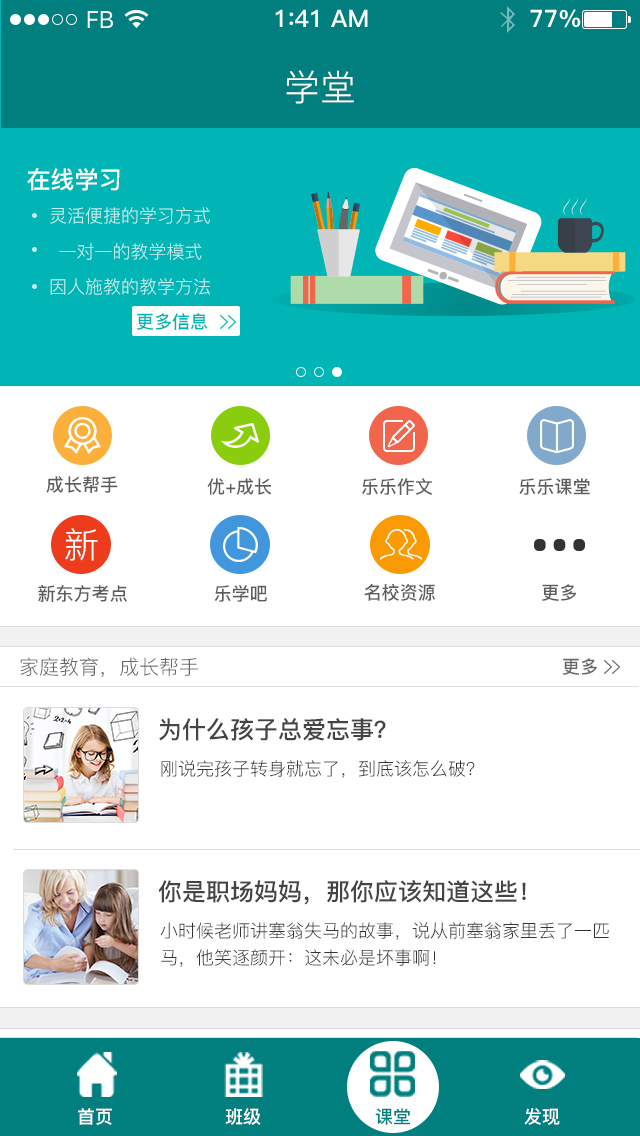 FB 1:41 AM 77%
学堂
在线学习
• 灵活便捷的学习方式
• 一对一的教学模式
• 因人施教的教学方法
更多信息 >>
成长帮手 优+成长 乐乐作文 乐乐课堂
新
新东方考点 乐学吧 名校资源 更多
家庭教育，成长帮手 更多 >>
为什么孩子总爱忘事？
刚说完孩子转身就忘了，到底该怎么破？
你是职场妈妈，那你应该知道这些！
小时候老师讲塞翁失马的故事，说从前塞翁家里丢了一匹
马，他笑逐颜开：这未必是坏事啊！
首页 班级 课堂 发现